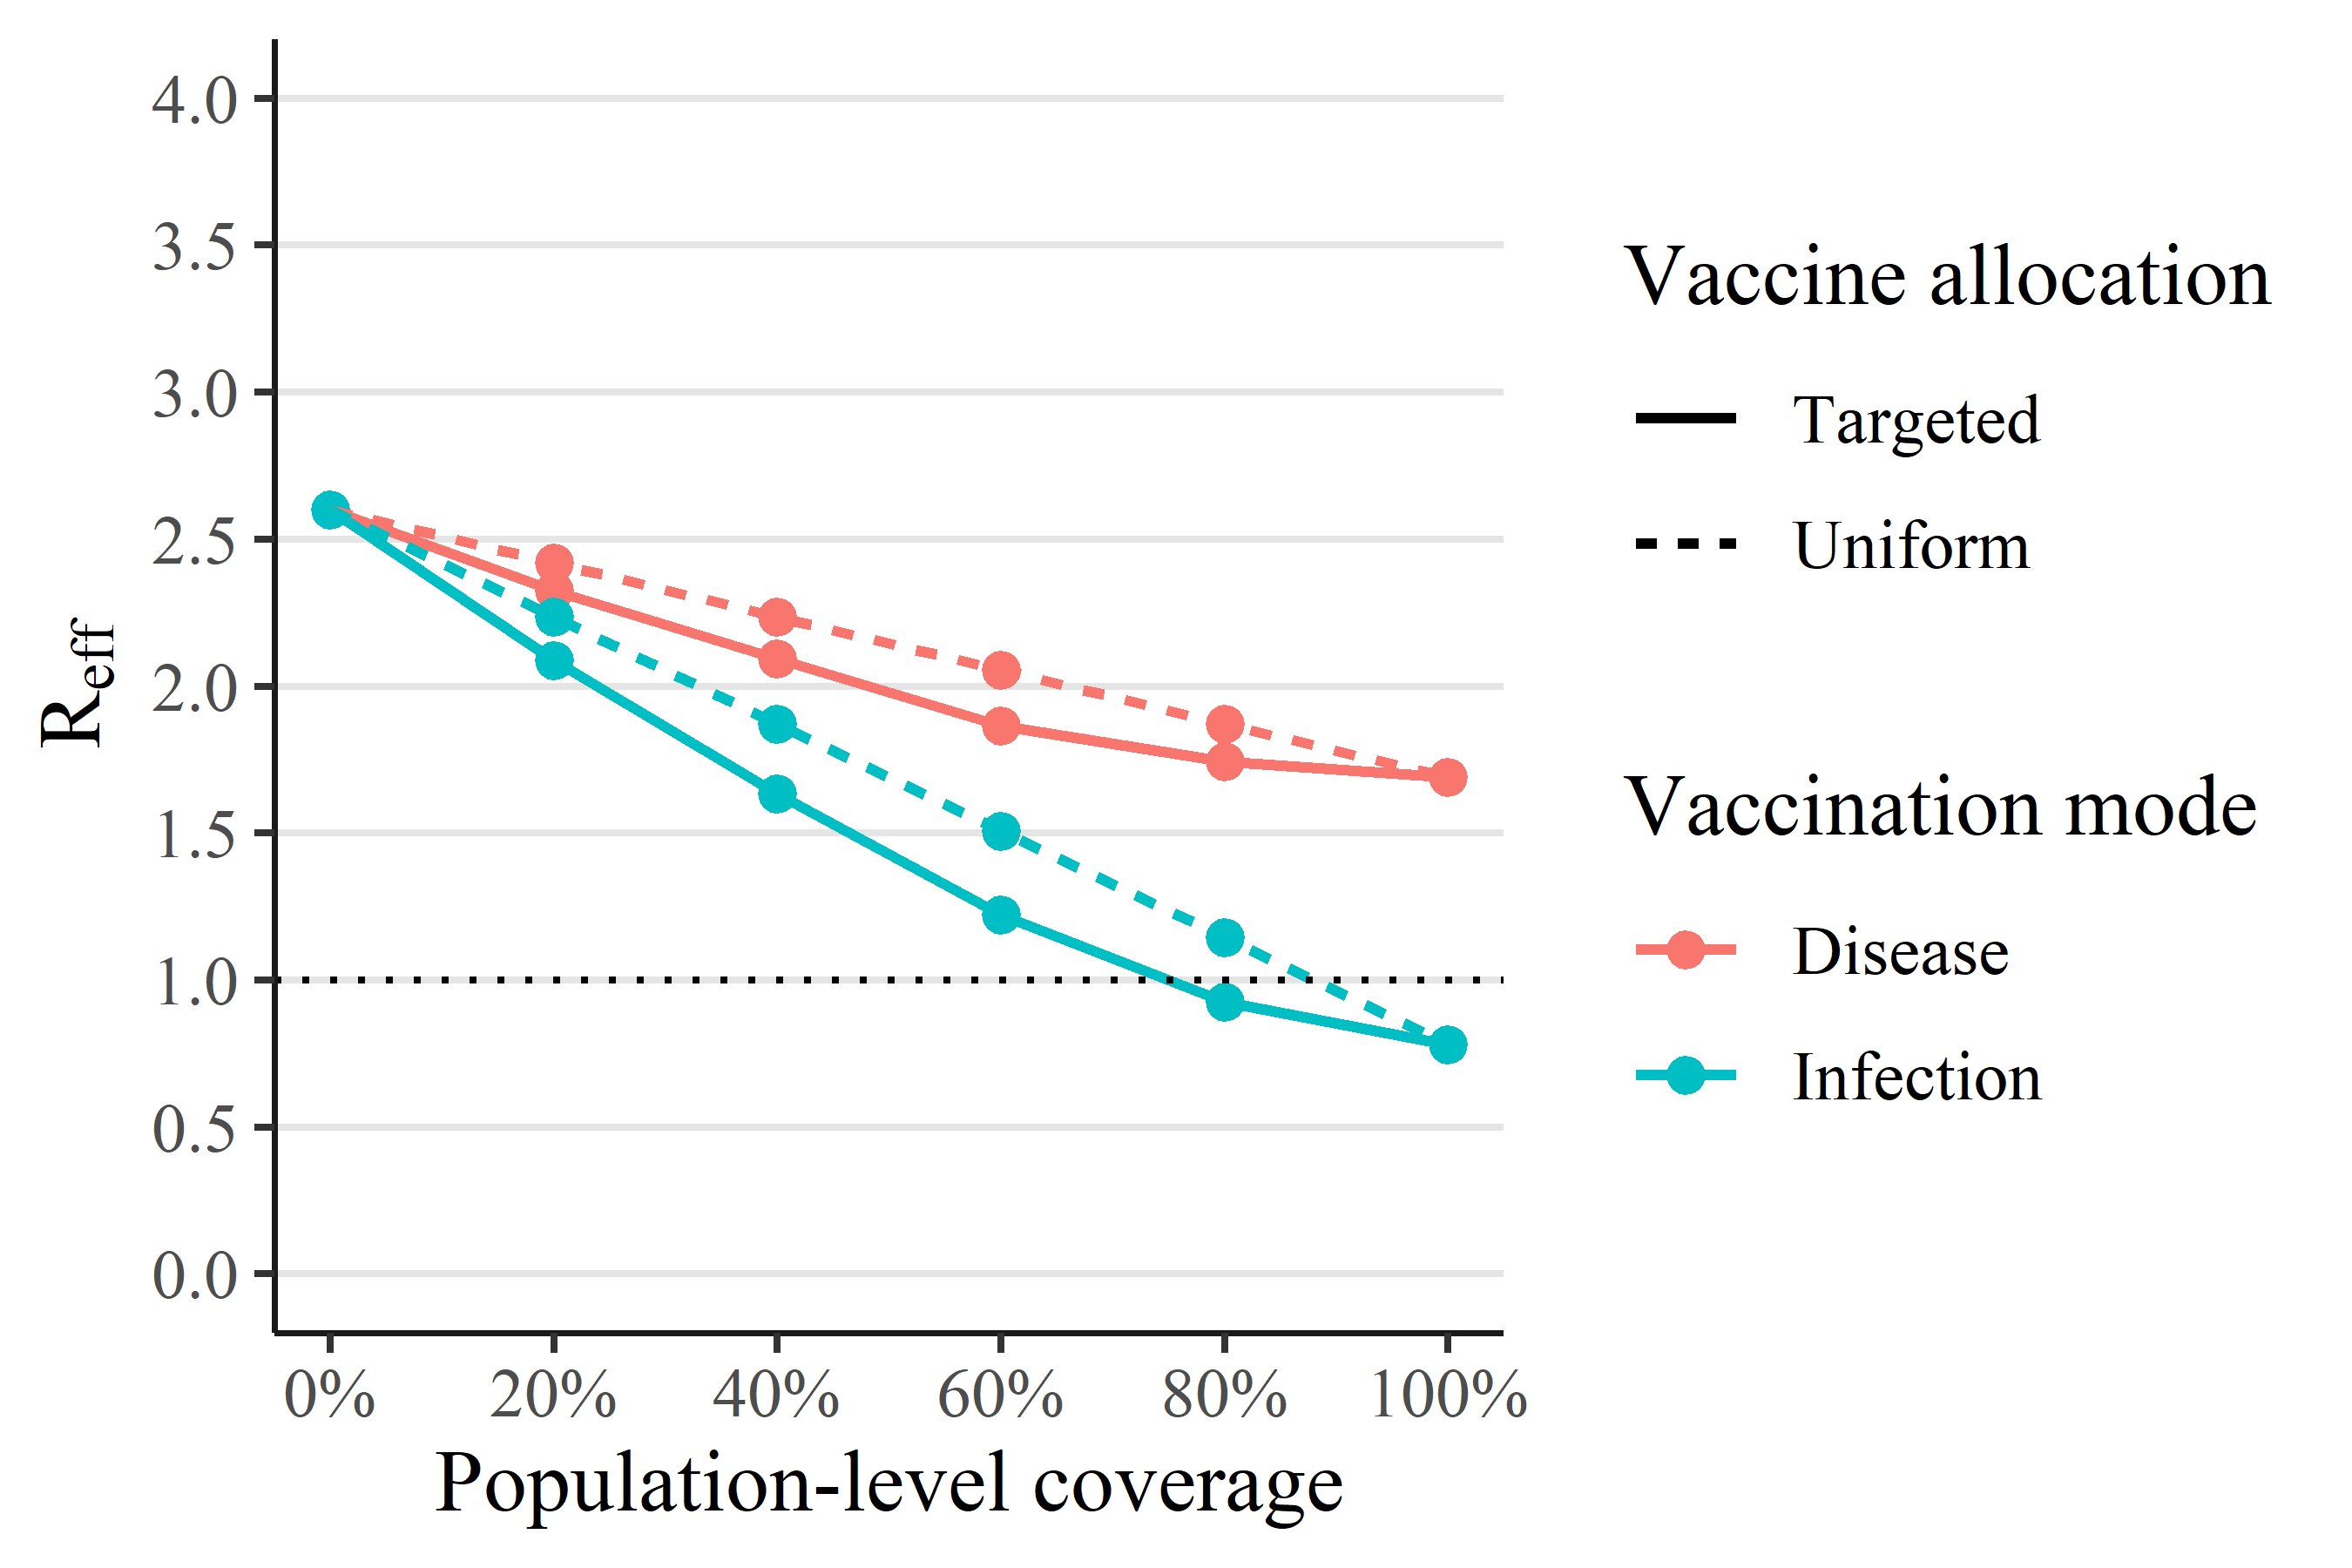 4.0
3.5
3.0
2.5
2.0
1.5
1.0
0.5
0.0
Reff
0% 20% 40% 60% 80% 100%
Population-level coverage
Vaccine allocation
Targeted
Uniform
Vaccination mode
Disease
Infection